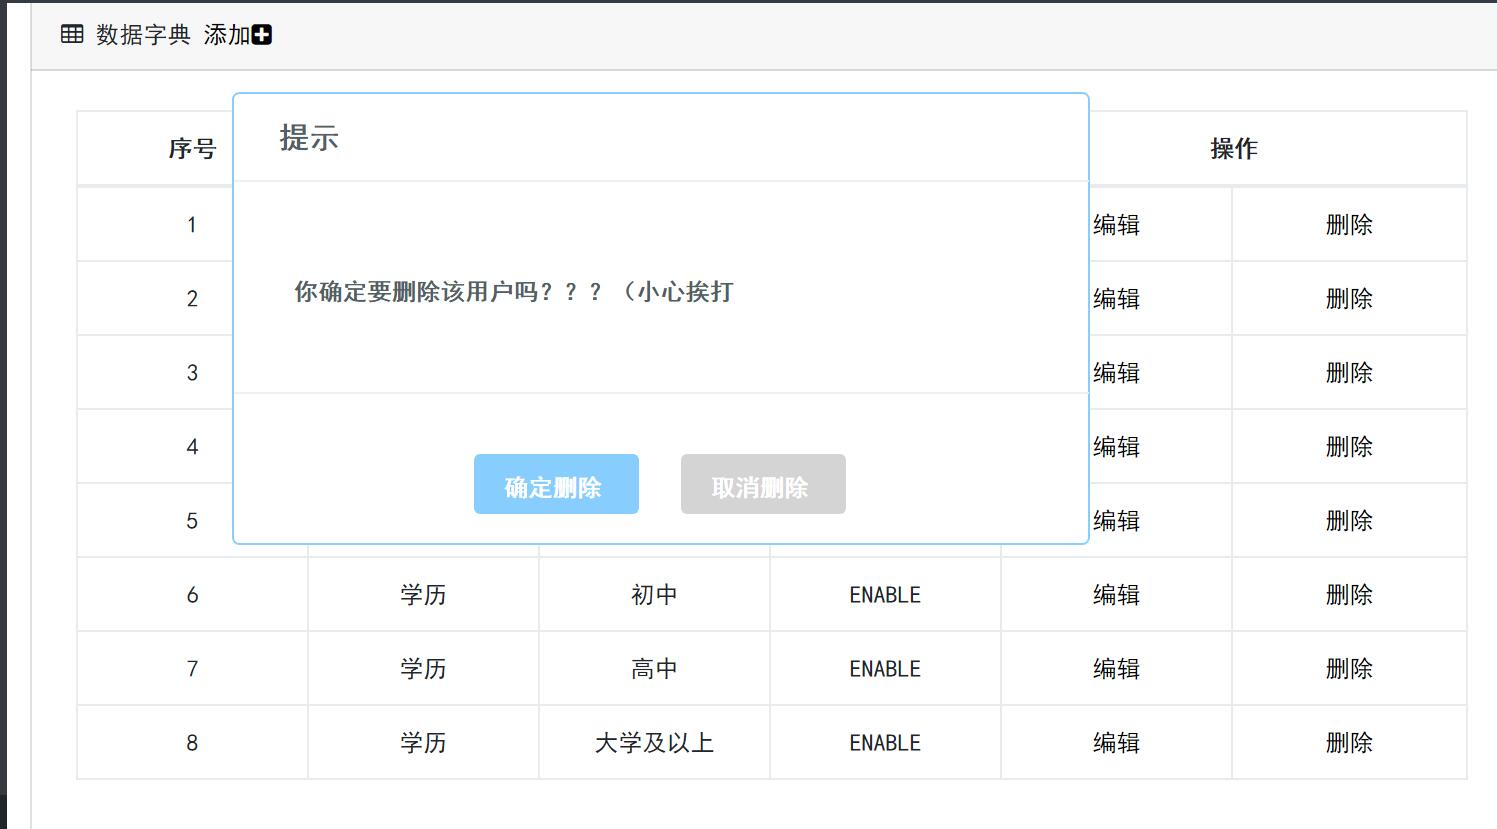 数据字典 添加
序号 操作
提示
你确定要删除该用户吗？？？（小心挨打
确定删除 取消删除
1 编辑 删除
2 编辑 删除
3 编辑 删除
4 编辑 删除
5 编辑 删除
6 学历 初中 ENABLE 编辑 删除
7 学历 高中 ENABLE 编辑 删除
8 学历 大学及以上 ENABLE 编辑 删除